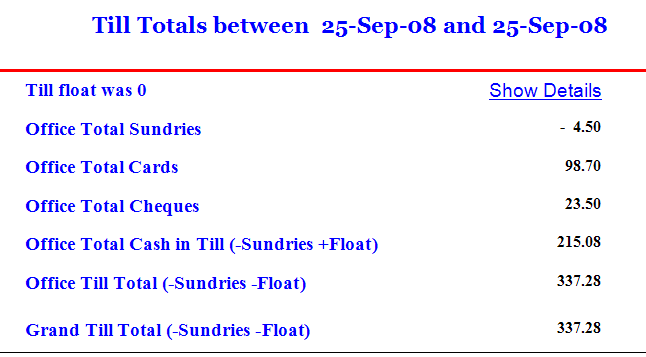 Till Totals between  25-Sep-08 and 25-Sep-08
Till float was 0 Show Details
Office Total Sundries -  4.50
Office Total Cards 98.70
Office Total Cheques 23.50
Office Total Cash in Till (-Sundries +Float) 215.08
Office Till Total (-Sundries -Float) 337.28
Grand Till Total (-Sundries -Float) 337.28